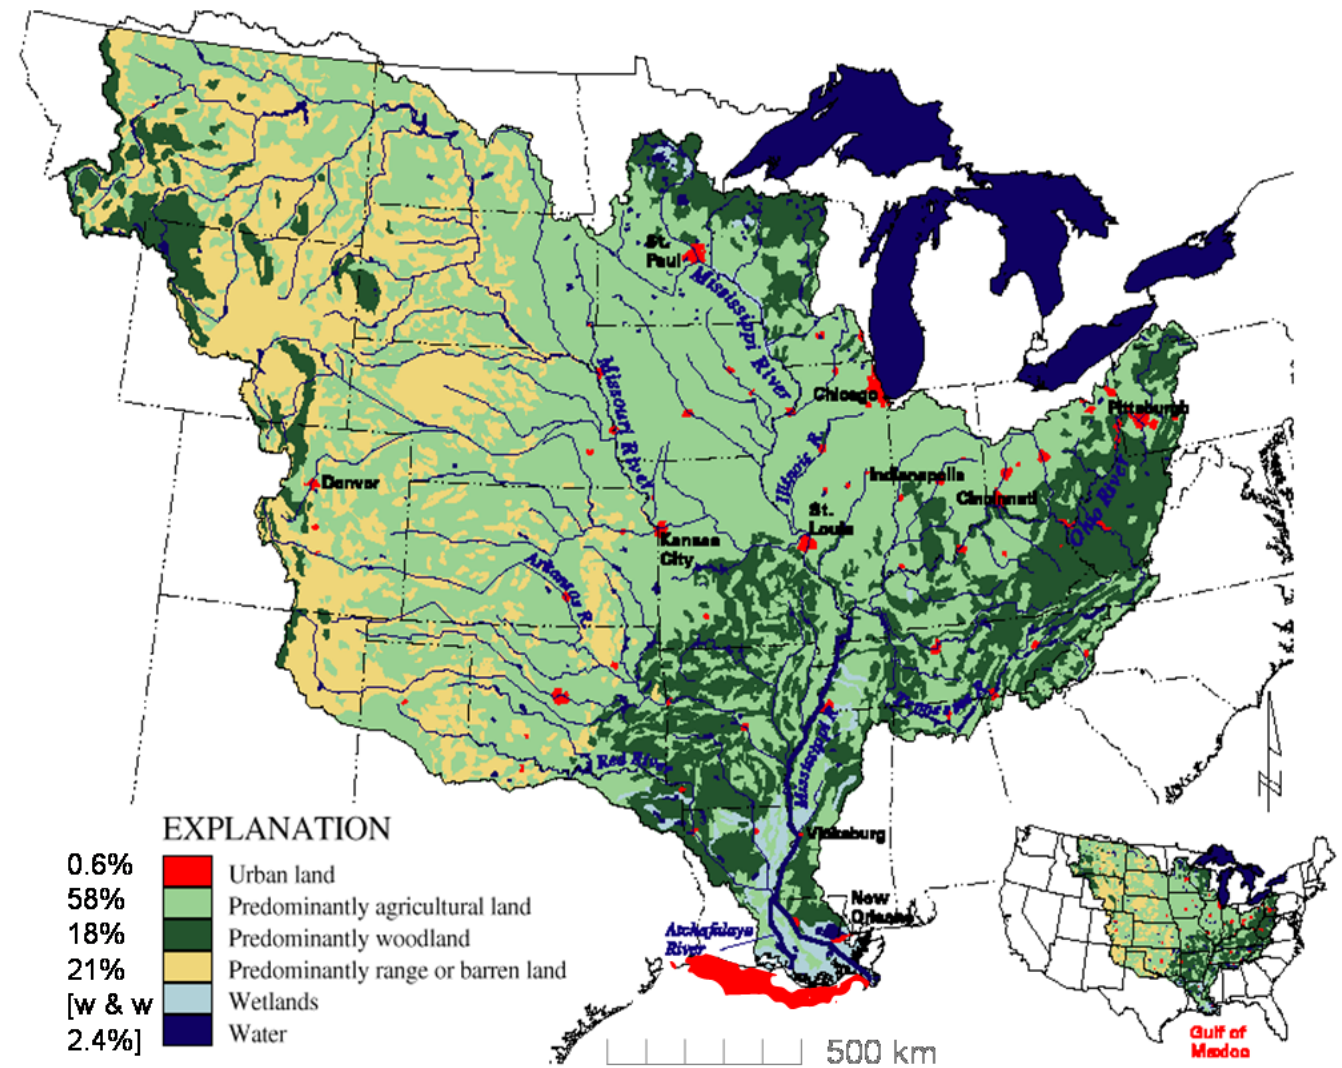 St.
Paul
Mississippi River
Missouri River
Chicago
Pittsburgh
Illinois R.
Indianapolis
Cincinnati
Ohio River
Denver
St.
Louis
Kansas
City
Arkansas R.
Tennessee R.
Mississippi R.
Red River
Vicksburg
New
Orleans
Atchafalaya
River
EXPLANATION
0.6% Urban land
58% Predominantly agricultural land
18% Predominantly woodland
21% Predominantly range or barren land
[w & w Wetlands
2.4%] Water
500 km
Gulf of
Mexico
N